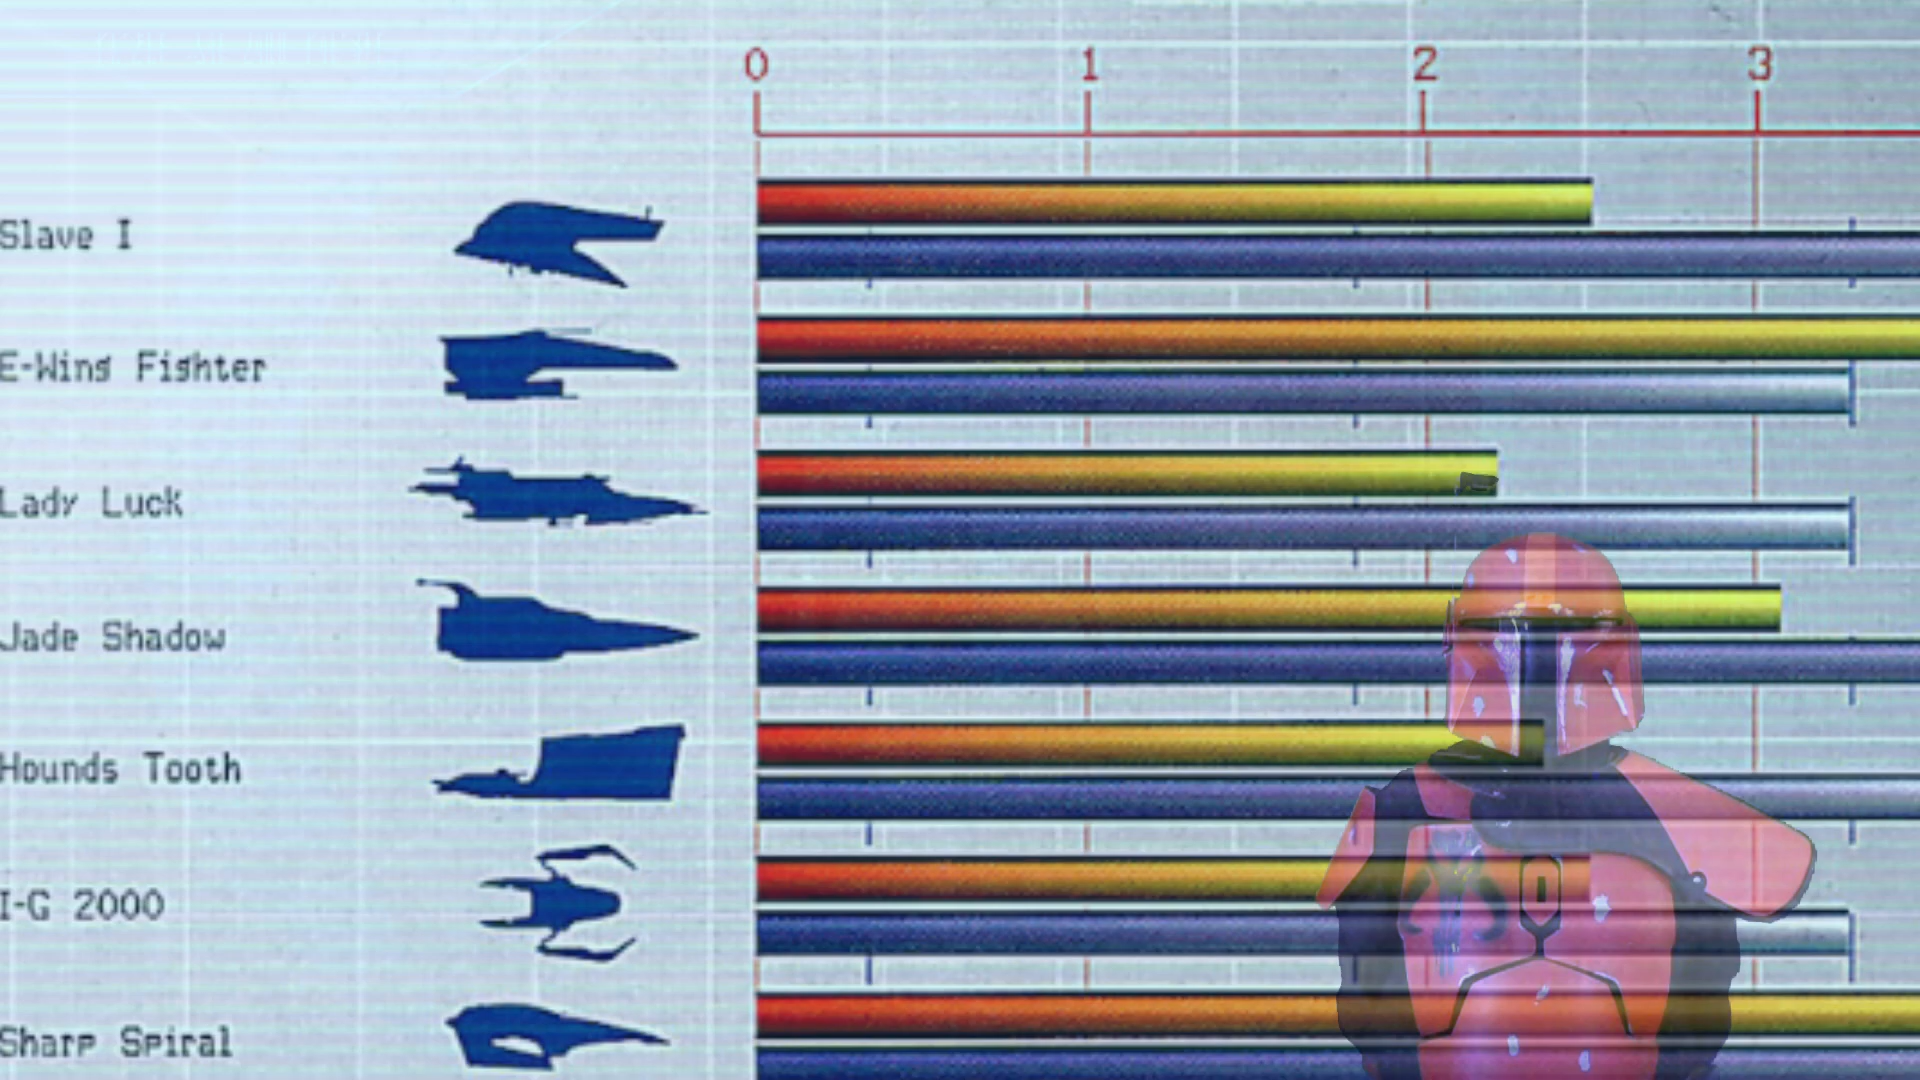 0 1 2 3
Slave I
E-Wing Fighter
Lady Luck
Jade Shadow
Hounds Tooth
I-G 2000
Sharp Spiral